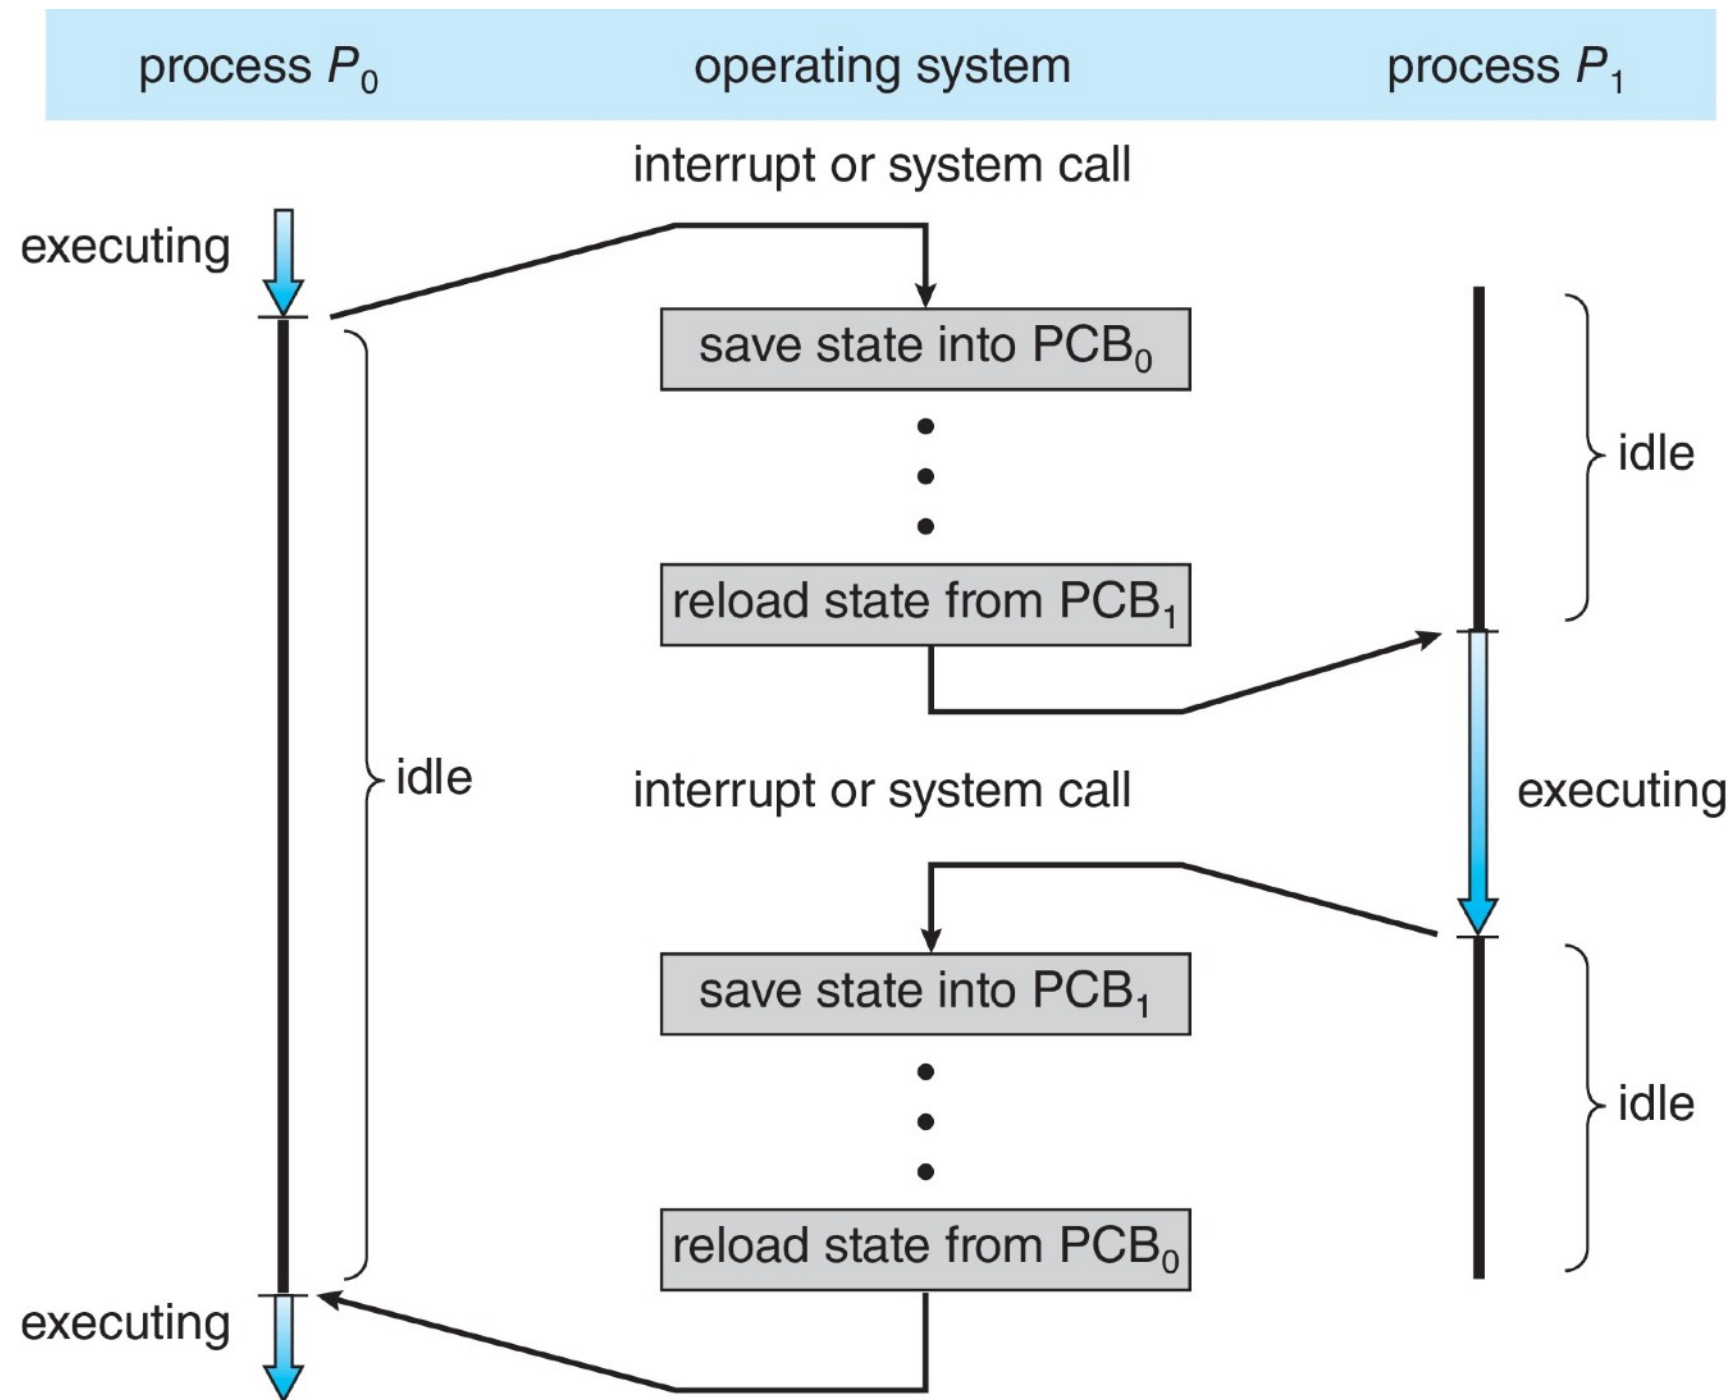 process P₀ operating system process P₁
interrupt or system call
executing
save state into PCB₀
idle
reload state from PCB₁
idle
interrupt or system call
executing
save state into PCB₁
idle
reload state from PCB₀
executing